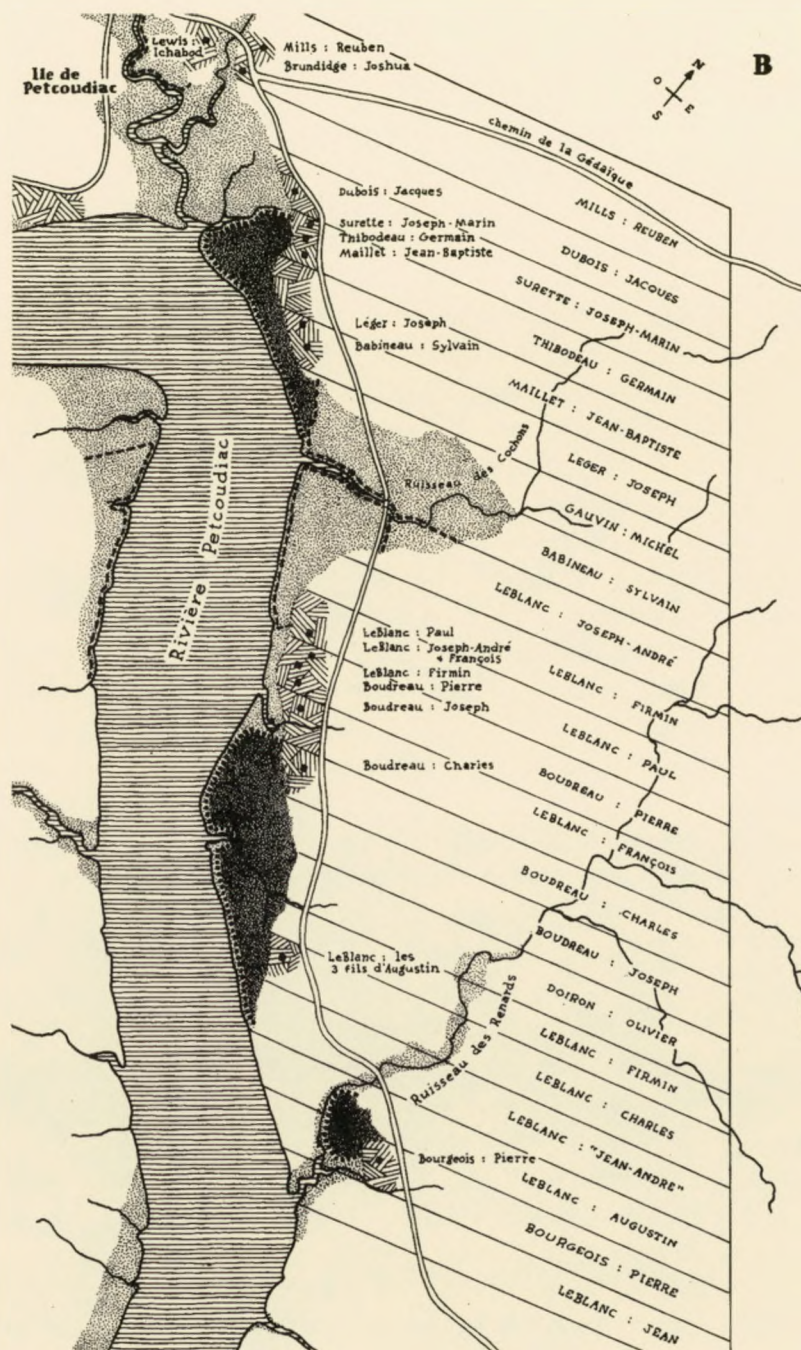 B
N
O
E
S
Lewis :
Ichabod
Mills : Reuben
Brundidge : Joshua
Ile de
Petcoudiac
chemin de la Gédaïque
Dubois : Jacques
Surette : Joseph-Marin
Thibodeau : Germain
Maillet : Jean-Baptiste
Léger : Joseph
Babineau : Sylvain
MILLS : REUBEN
DUBOIS : JACQUES
SURETTE : JOSEPH-MARIN
THIBODEAU : GERMAIN
MAILLET : JEAN-BAPTISTE
LEGER : JOSEPH
GAUVIN : MICHEL
BABINEAU : SYLVAIN
LEBLANC : JOSEPH-ANDRÉ
LEBLANC : FIRMIN
LEBLANC : PAUL
BOUDREAU : PIERRE
LEBLANC : FRANÇOIS
BOUDREAU : CHARLES
BOUDREAU : JOSEPH
DOIRON : OLIVIER
LEBLANC : FIRMIN
LEBLANC : CHARLES
LEBLANC : "JEAN-ANDRÉ"
LEBLANC : AUGUSTIN
BOURGEOIS : PIERRE
LEBLANC : JEAN
Ruisseau des Cochons
Rivière Petcoudiac
LeBlanc : Paul
LeBlanc : Joseph-André
& François
LeBlanc : Firmin
Boudreau : Pierre
Boudreau : Joseph
Boudreau : Charles
LeBlanc : les
3 fils d'Augustin
Ruisseau des Renards
Bourgeois : Pierre